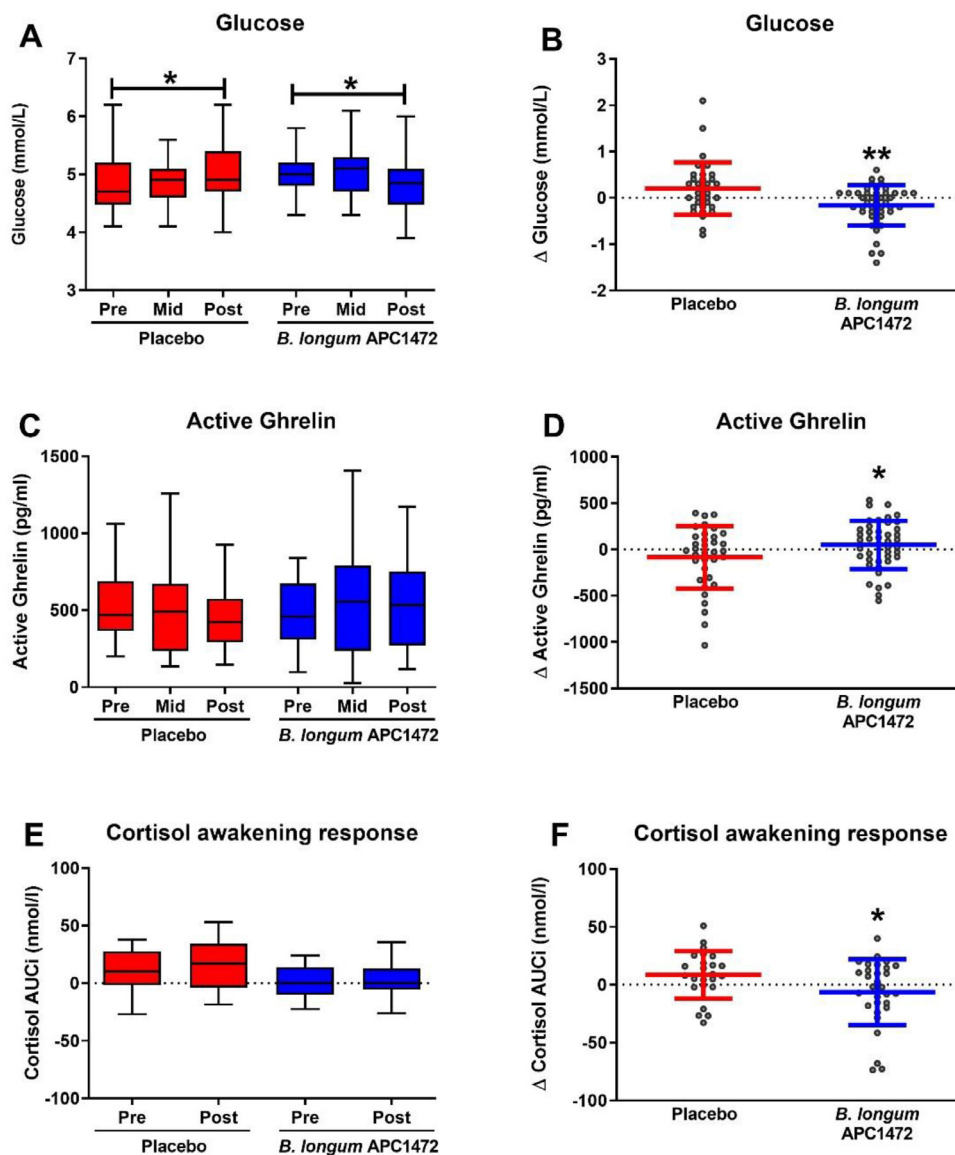 A
Glucose
Glucose (mmol/L)
7
6
5
4
3
*
*
Pre Mid Post Pre Mid Post
Placebo B. longum APC1472
B
Glucose
Δ Glucose (mmol/L)
3
2
1
0
-1
-2
**
Placebo B. longum
APC1472
C
Active Ghrelin
Active Ghrelin (pg/ml)
1500
1000
500
0
Pre Mid Post Pre Mid Post
Placebo B. longum APC1472
D
Active Ghrelin
Δ Active Ghrelin (pg/ml)
1000
500
0
-500
-1000
-1500
*
Placebo B. longum
APC1472
E
Cortisol awakening response
Cortisol AUCi (nmol/l)
100
50
0
-50
-100
Pre Post Pre Post
Placebo B. longum APC1472
F
Cortisol awakening response
Δ Cortisol AUCi (nmol/l)
100
50
0
-50
-100
*
Placebo B. longum
APC1472